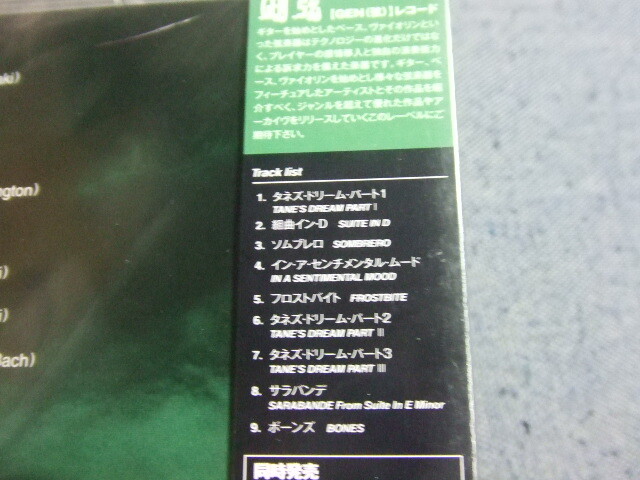 [GEN(弦)]レコード
ギターを始めとしたベース、ヴァイオリンとい
った弦楽器はテクノロジーの進化だけではな
く、プレイヤーの感情移入と独自の演奏能力
による訴求力を備えた楽器です。ギター、ベー
ス、ヴァイオリンを始めとし様々な弦楽器を
フィーチュアしたアーティストとその作品を紹
介すべく、ジャンルを超えて優れた作品やア
ーカイヴをリリースしていくこのレーベルにご
期待下さい。
aki)
ngton)
i)
i)
Bach)
Track list
1. タネズ・ドリーム・パート1
TANE'S DREAM PART I
2. 組曲イン・D SUITE IN D
3. ソムブレロ SOMBRERO
4. イン・ア・センチメンタル・ムード
IN A SENTIMENTAL MOOD
5. フロストバイト FROSTBITE
6. タネズ・ドリーム・パート2
TANE'S DREAM PART II
7. タネズ・ドリーム・パート3
TANE'S DREAM PART III
8. サラバンデ
SARABANDE From Suite In E Minor
9. ボーンズ BONES
同時発売